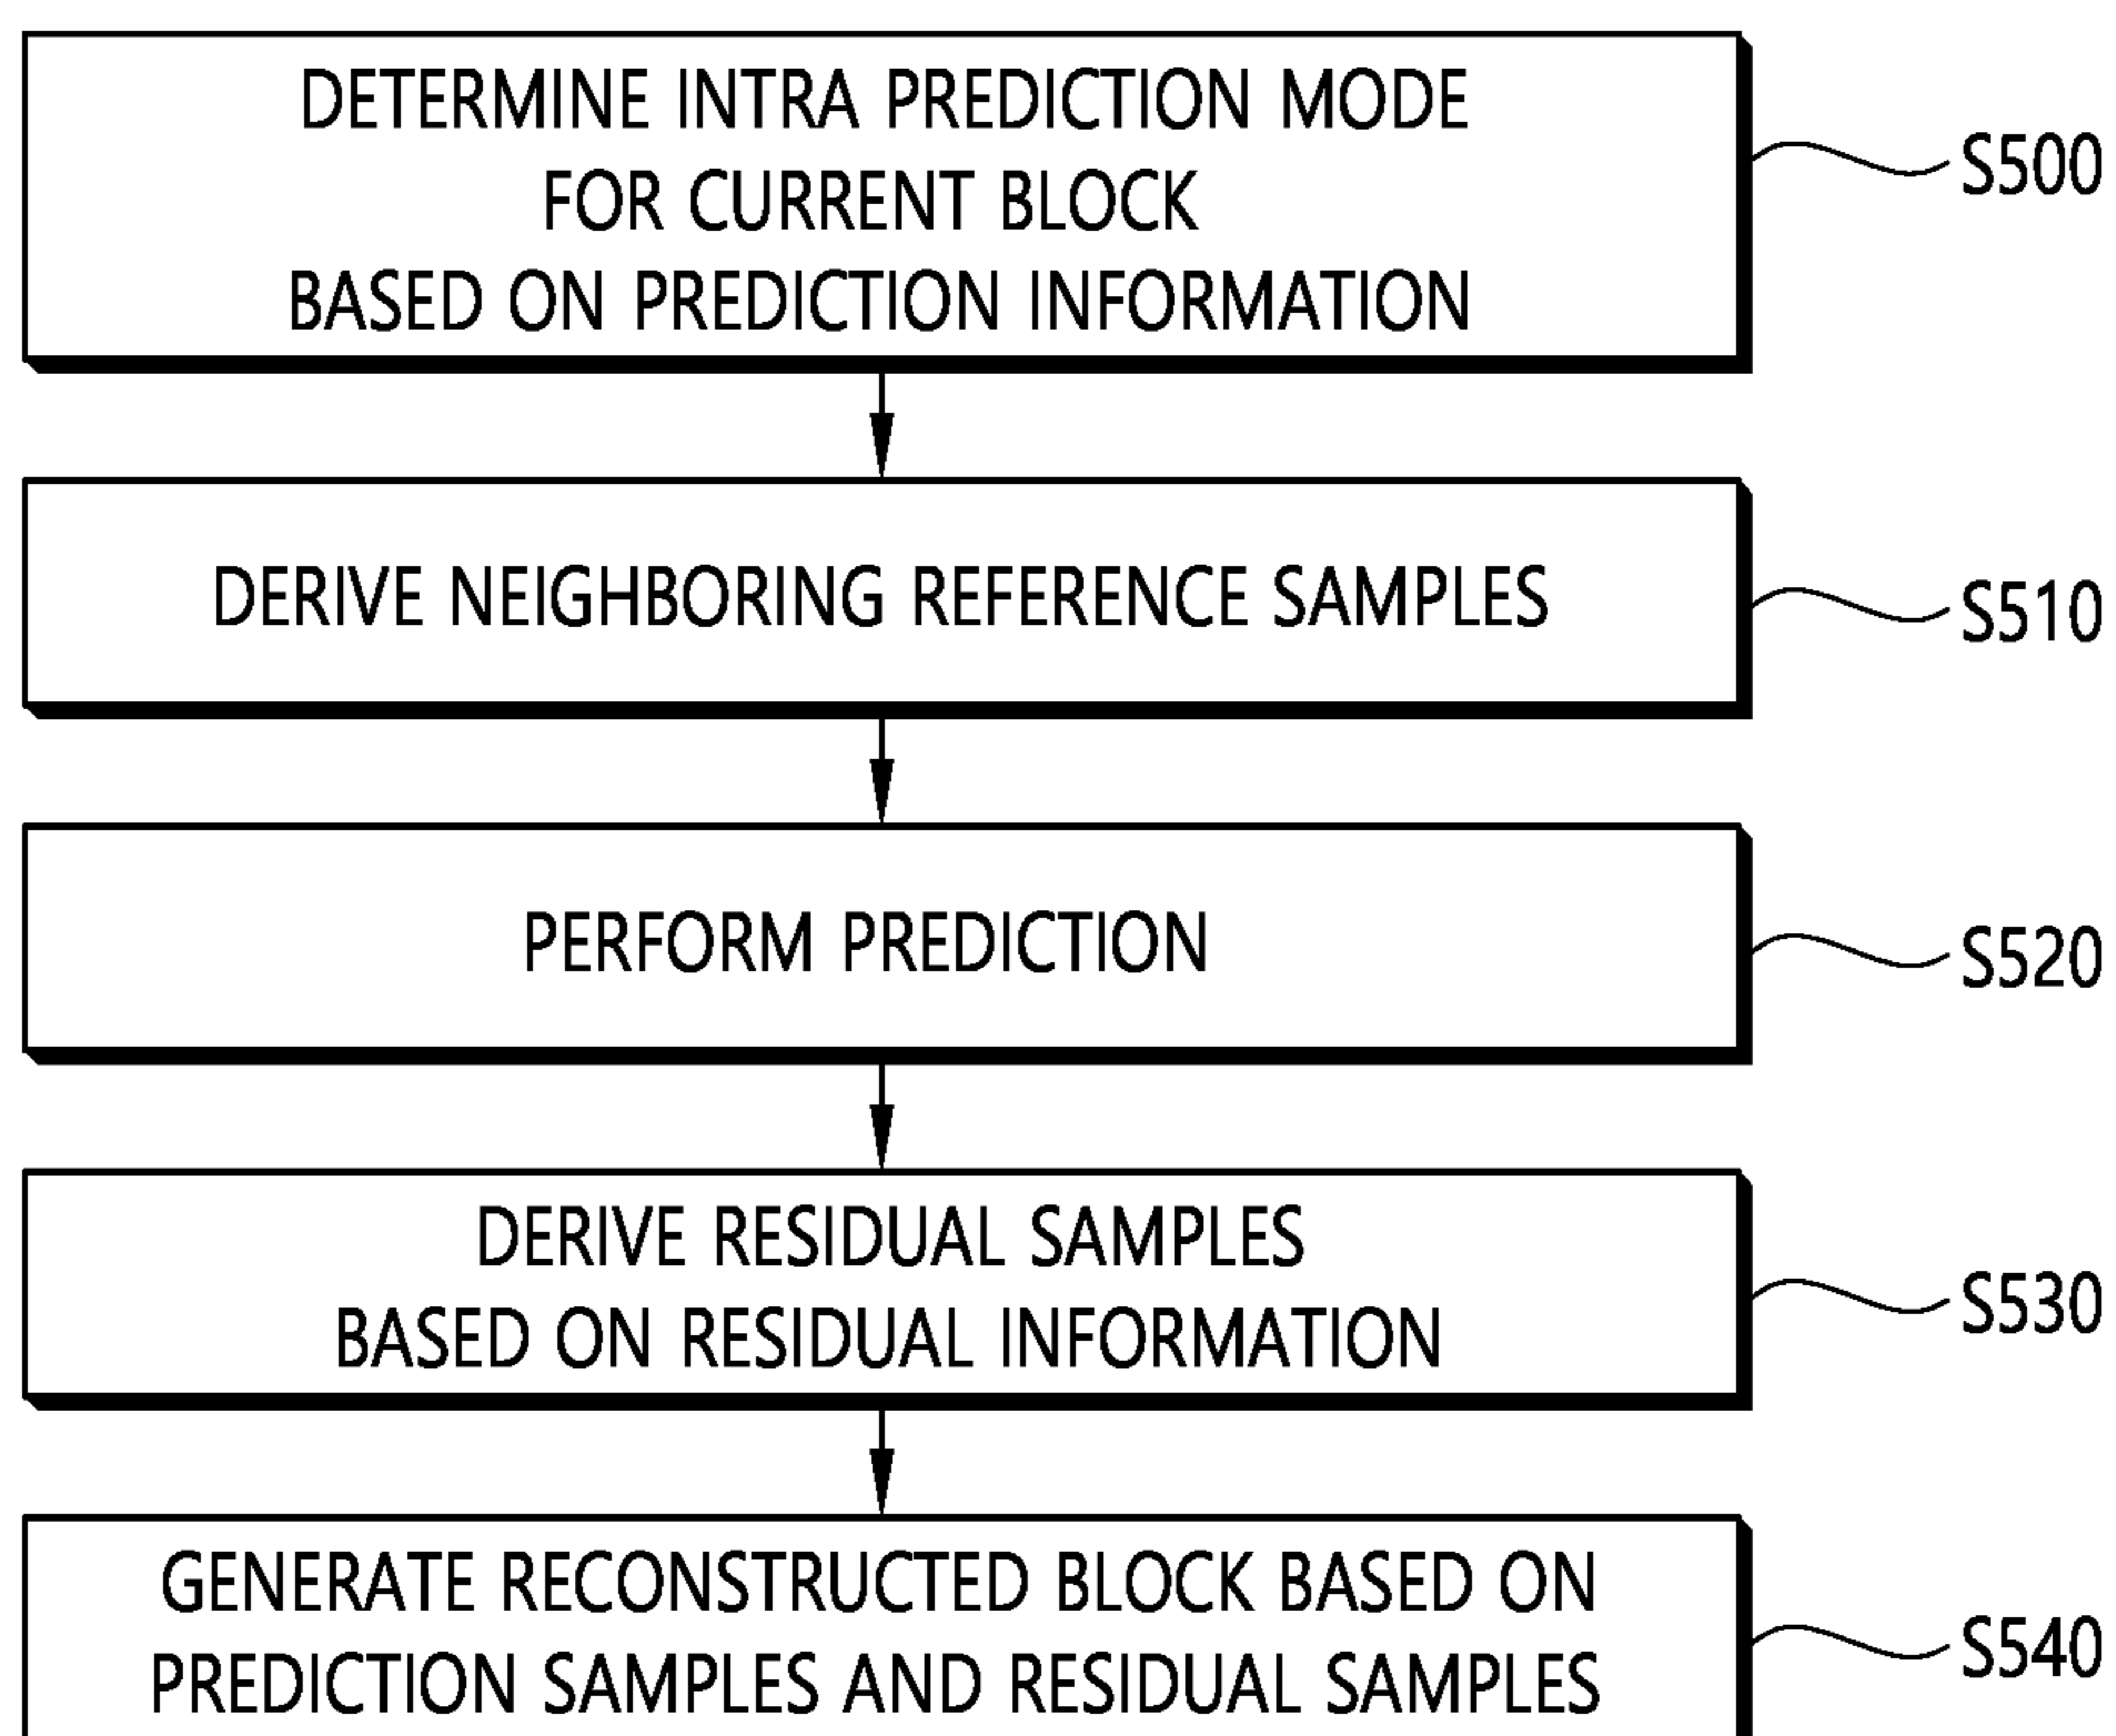 DETERMINE INTRA PREDICTION MODE
FOR CURRENT BLOCK
BASED ON PREDICTION INFORMATION
S500
DERIVE NEIGHBORING REFERENCE SAMPLES
S510
PERFORM PREDICTION
S520
DERIVE RESIDUAL SAMPLES
BASED ON RESIDUAL INFORMATION
S530
GENERATE RECONSTRUCTED BLOCK BASED ON
PREDICTION SAMPLES AND RESIDUAL SAMPLES
S540